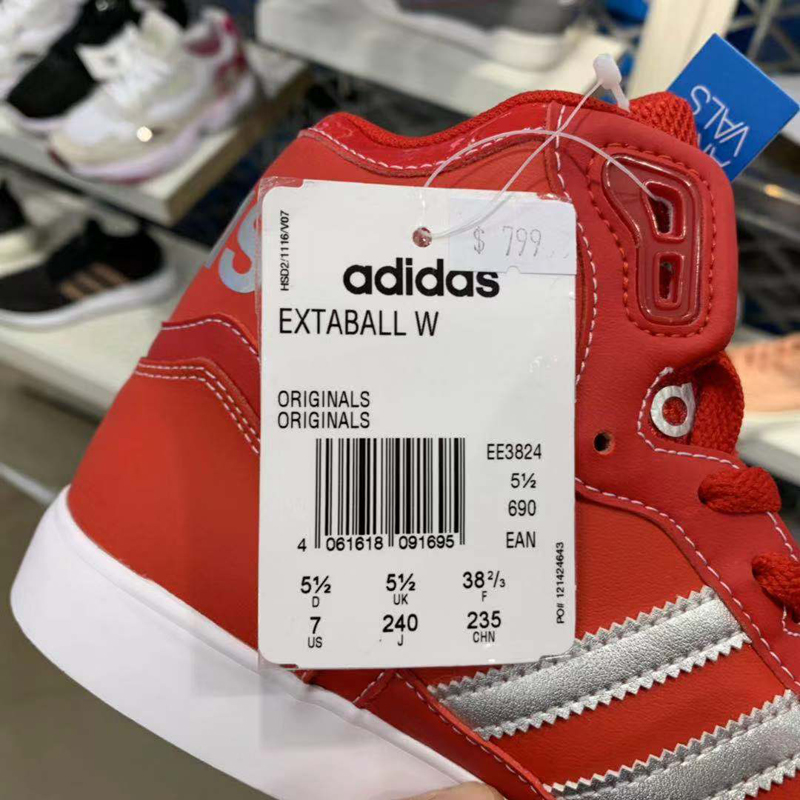 VALS
$ 799
HSD2/1116/V07
adidas
EXTABALL W
ORIGINALS
ORIGINALS
EE3824
5½
690
4 061618 091695 EAN
5½ 5½ 38⅔
D UK F
7 240 235
US J CHN
PO# 121424643